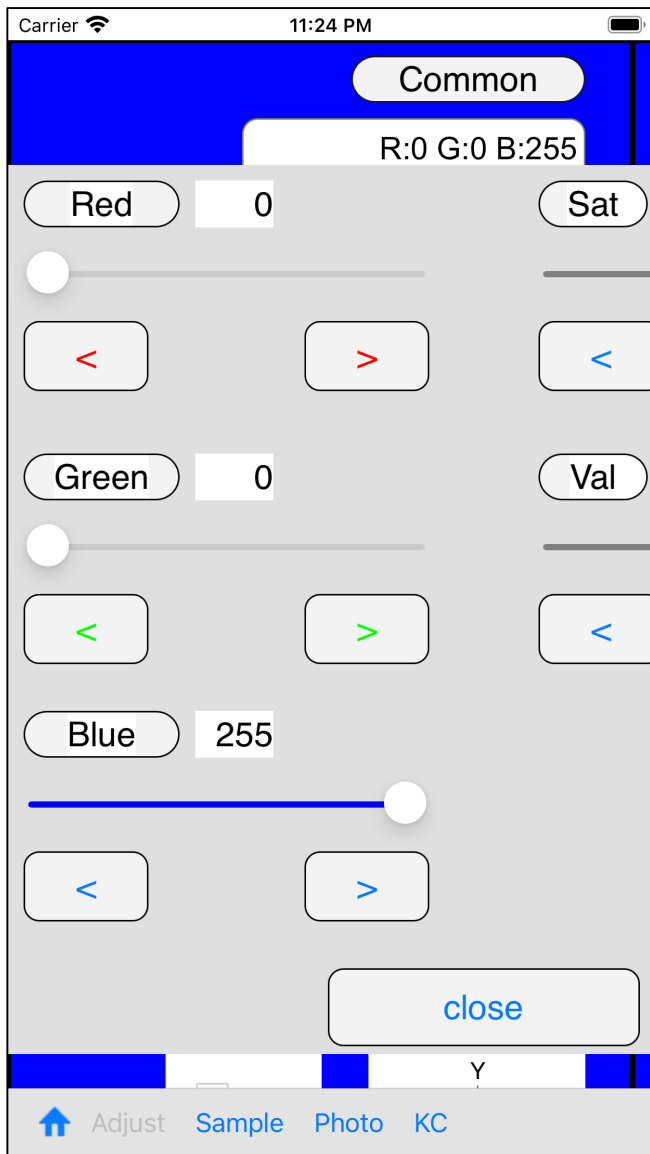 Carrier 11:24 PM
Common
R:0 G:0 B:255
Red 0 Sat
< > <
Green 0 Val
< > <
Blue 255
< >
close
Y
Adjust Sample Photo KC